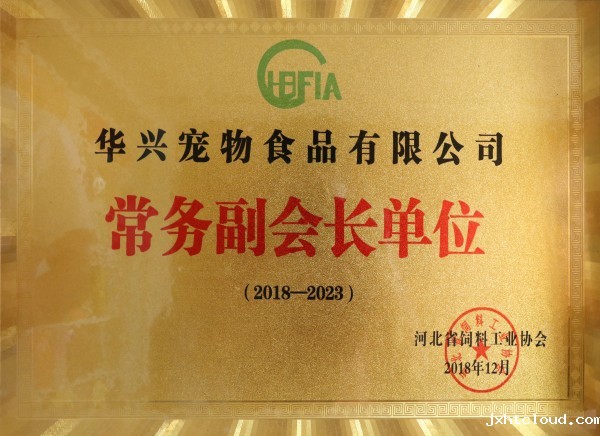 HBFIA
华兴宠物食品有限公司
常务副会长单位
（2018—2023）
河北省饲料工业协会
2018年12月
jxhtcloud.com